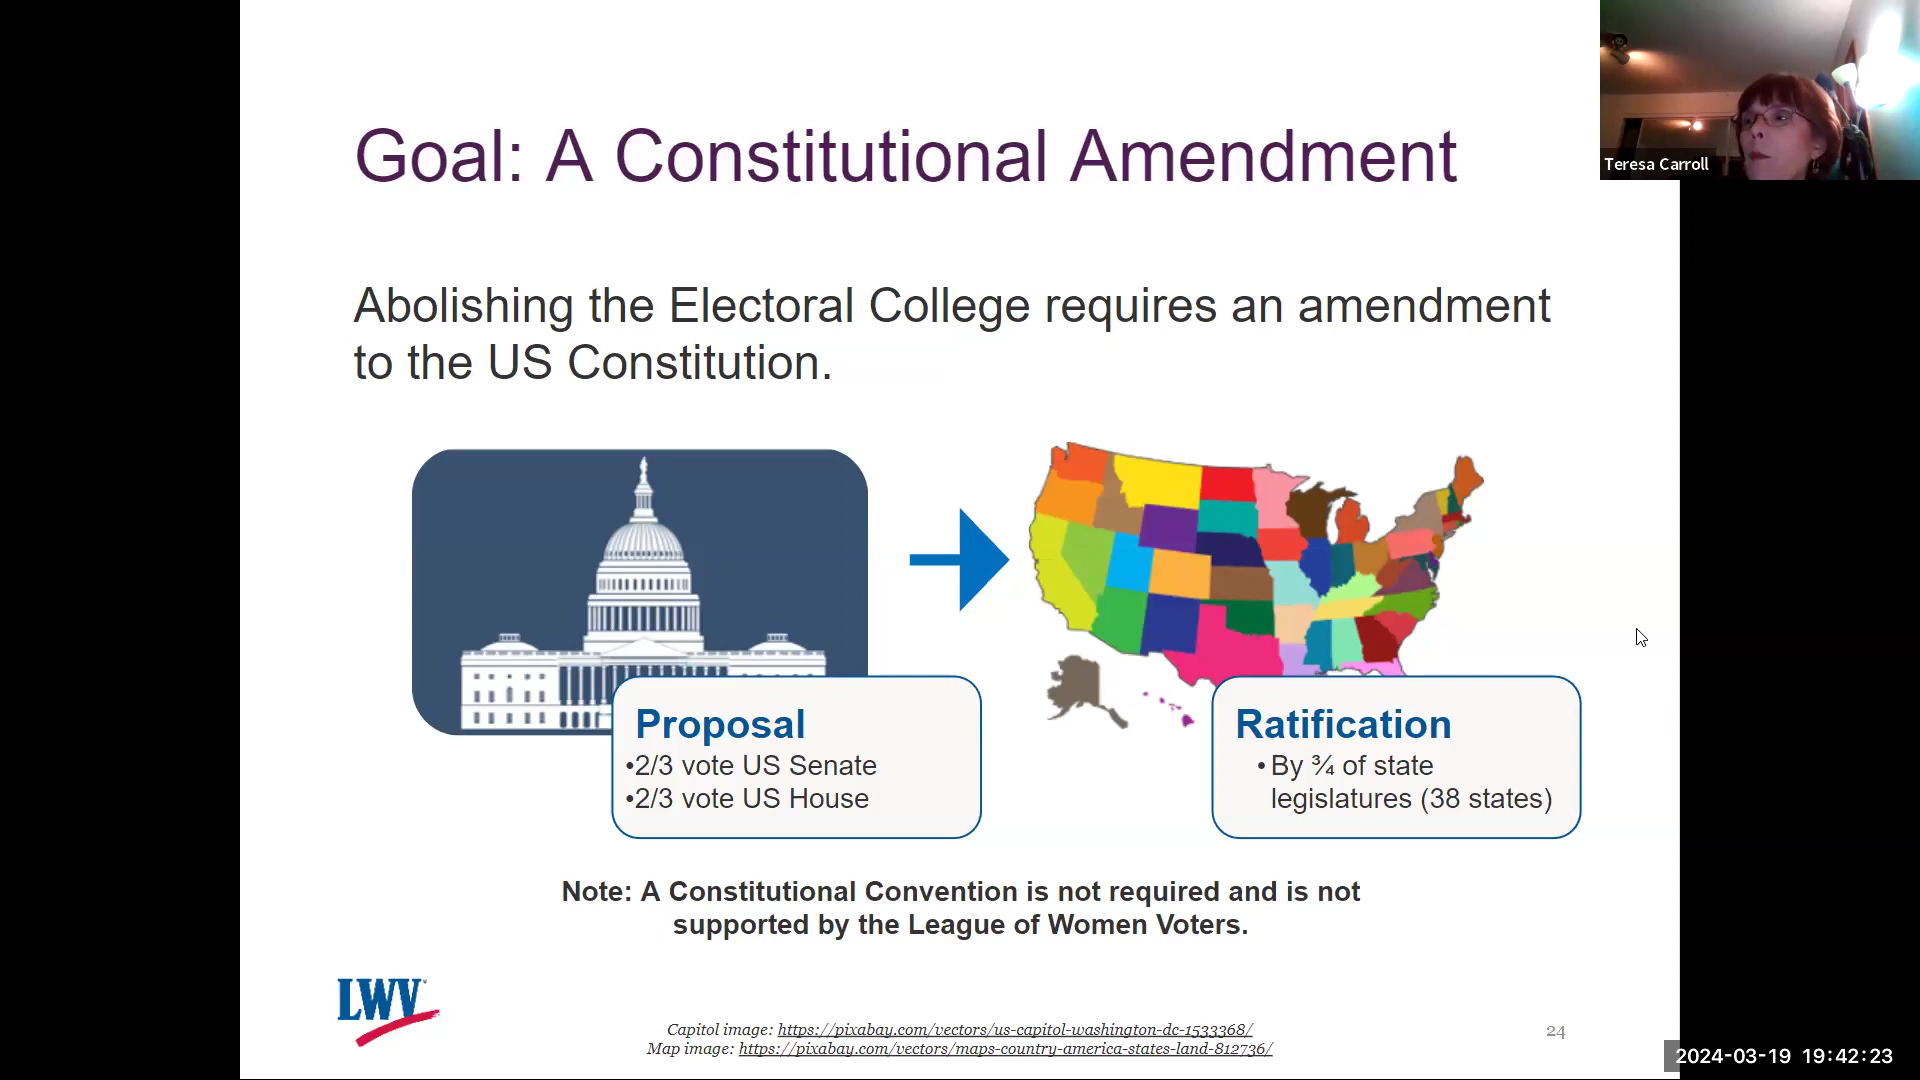 Goal: A Constitutional Amendment
Teresa Carroll
Abolishing the Electoral College requires an amendment
to the US Constitution.
Proposal
•2/3 vote US Senate
•2/3 vote US House
Ratification
• By ¾ of state
legislatures (38 states)
Note: A Constitutional Convention is not required and is not
supported by the League of Women Voters.
LWV
Capitol image: https://pixabay.com/vectors/us-capitol-washington-dc-1533368/
Map image: https://pixabay.com/vectors/maps-country-america-states-land-812736/
24
2024-03-19 19:42:23